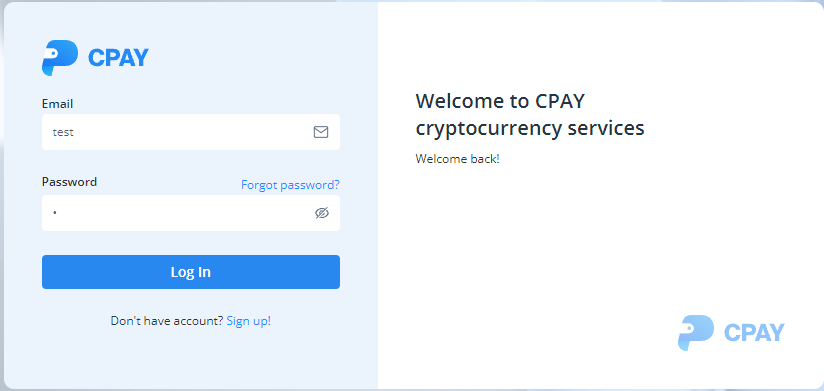 CPAY
Email
test
Password
Forgot password?
•
Log In
Don't have account? Sign up!
Welcome to CPAY
cryptocurrency services
Welcome back!
CPAY